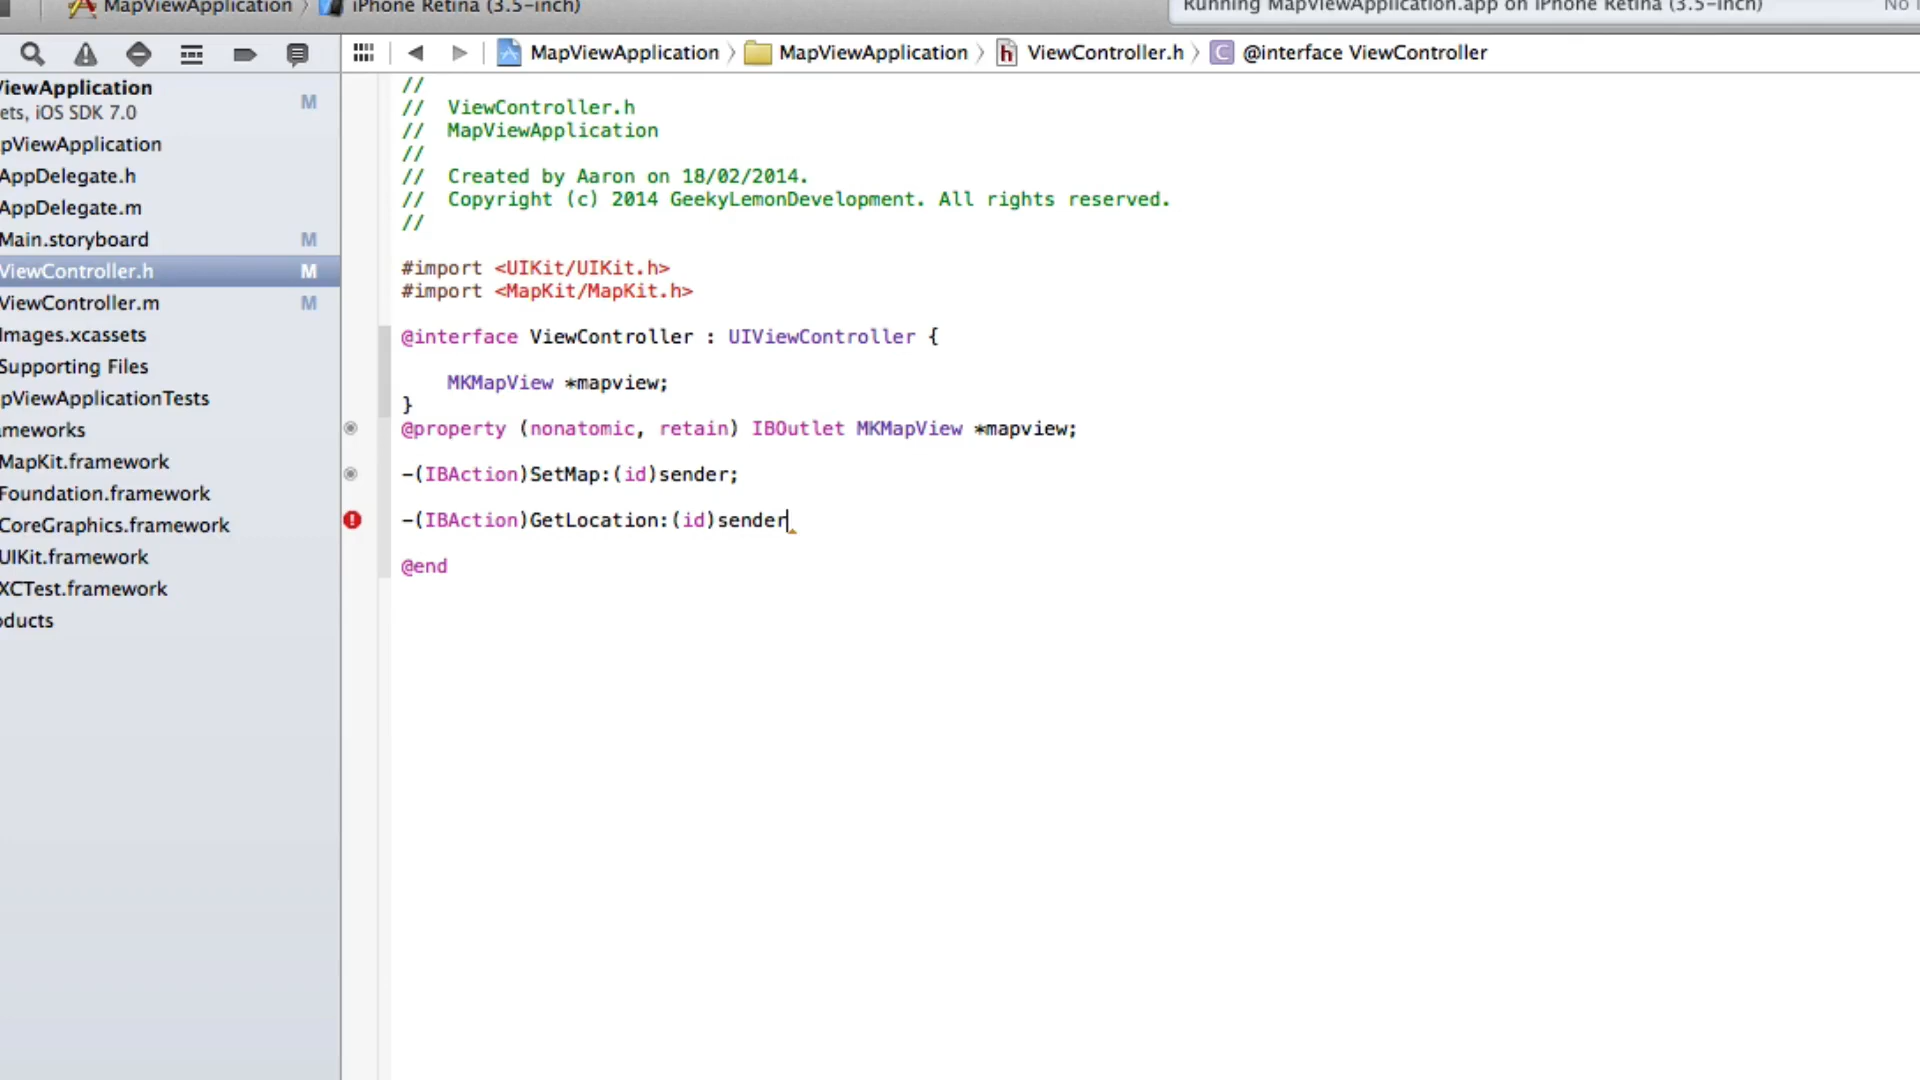 MapViewApplication 〉 iPhone Retina (3.5-inch)
Running MapViewApplication.app on iPhone Retina (3.5-inch)
MapViewApplication 〉 MapViewApplication 〉 ViewController.h 〉 @interface ViewController
ViewApplication
ets, iOS SDK 7.0
M
pViewApplication
AppDelegate.h
AppDelegate.m
Main.storyboard M
ViewController.h M
ViewController.m M
Images.xcassets
Supporting Files
pViewApplicationTests
ameworks
MapKit.framework
Foundation.framework
CoreGraphics.framework
UIKit.framework
XCTest.framework
oducts
//
// ViewController.h
// MapViewApplication
//
// Created by Aaron on 18/02/2014.
// Copyright (c) 2014 GeekyLemonDevelopment. All rights reserved.
//
#import <UIKit/UIKit.h>
#import <MapKit/MapKit.h>
@interface ViewController : UIViewController {
MKMapView *mapview;
}
@property (nonatomic, retain) IBOutlet MKMapView *mapview;
-(IBAction)SetMap:(id)sender;
-(IBAction)GetLocation:(id)sender
@end